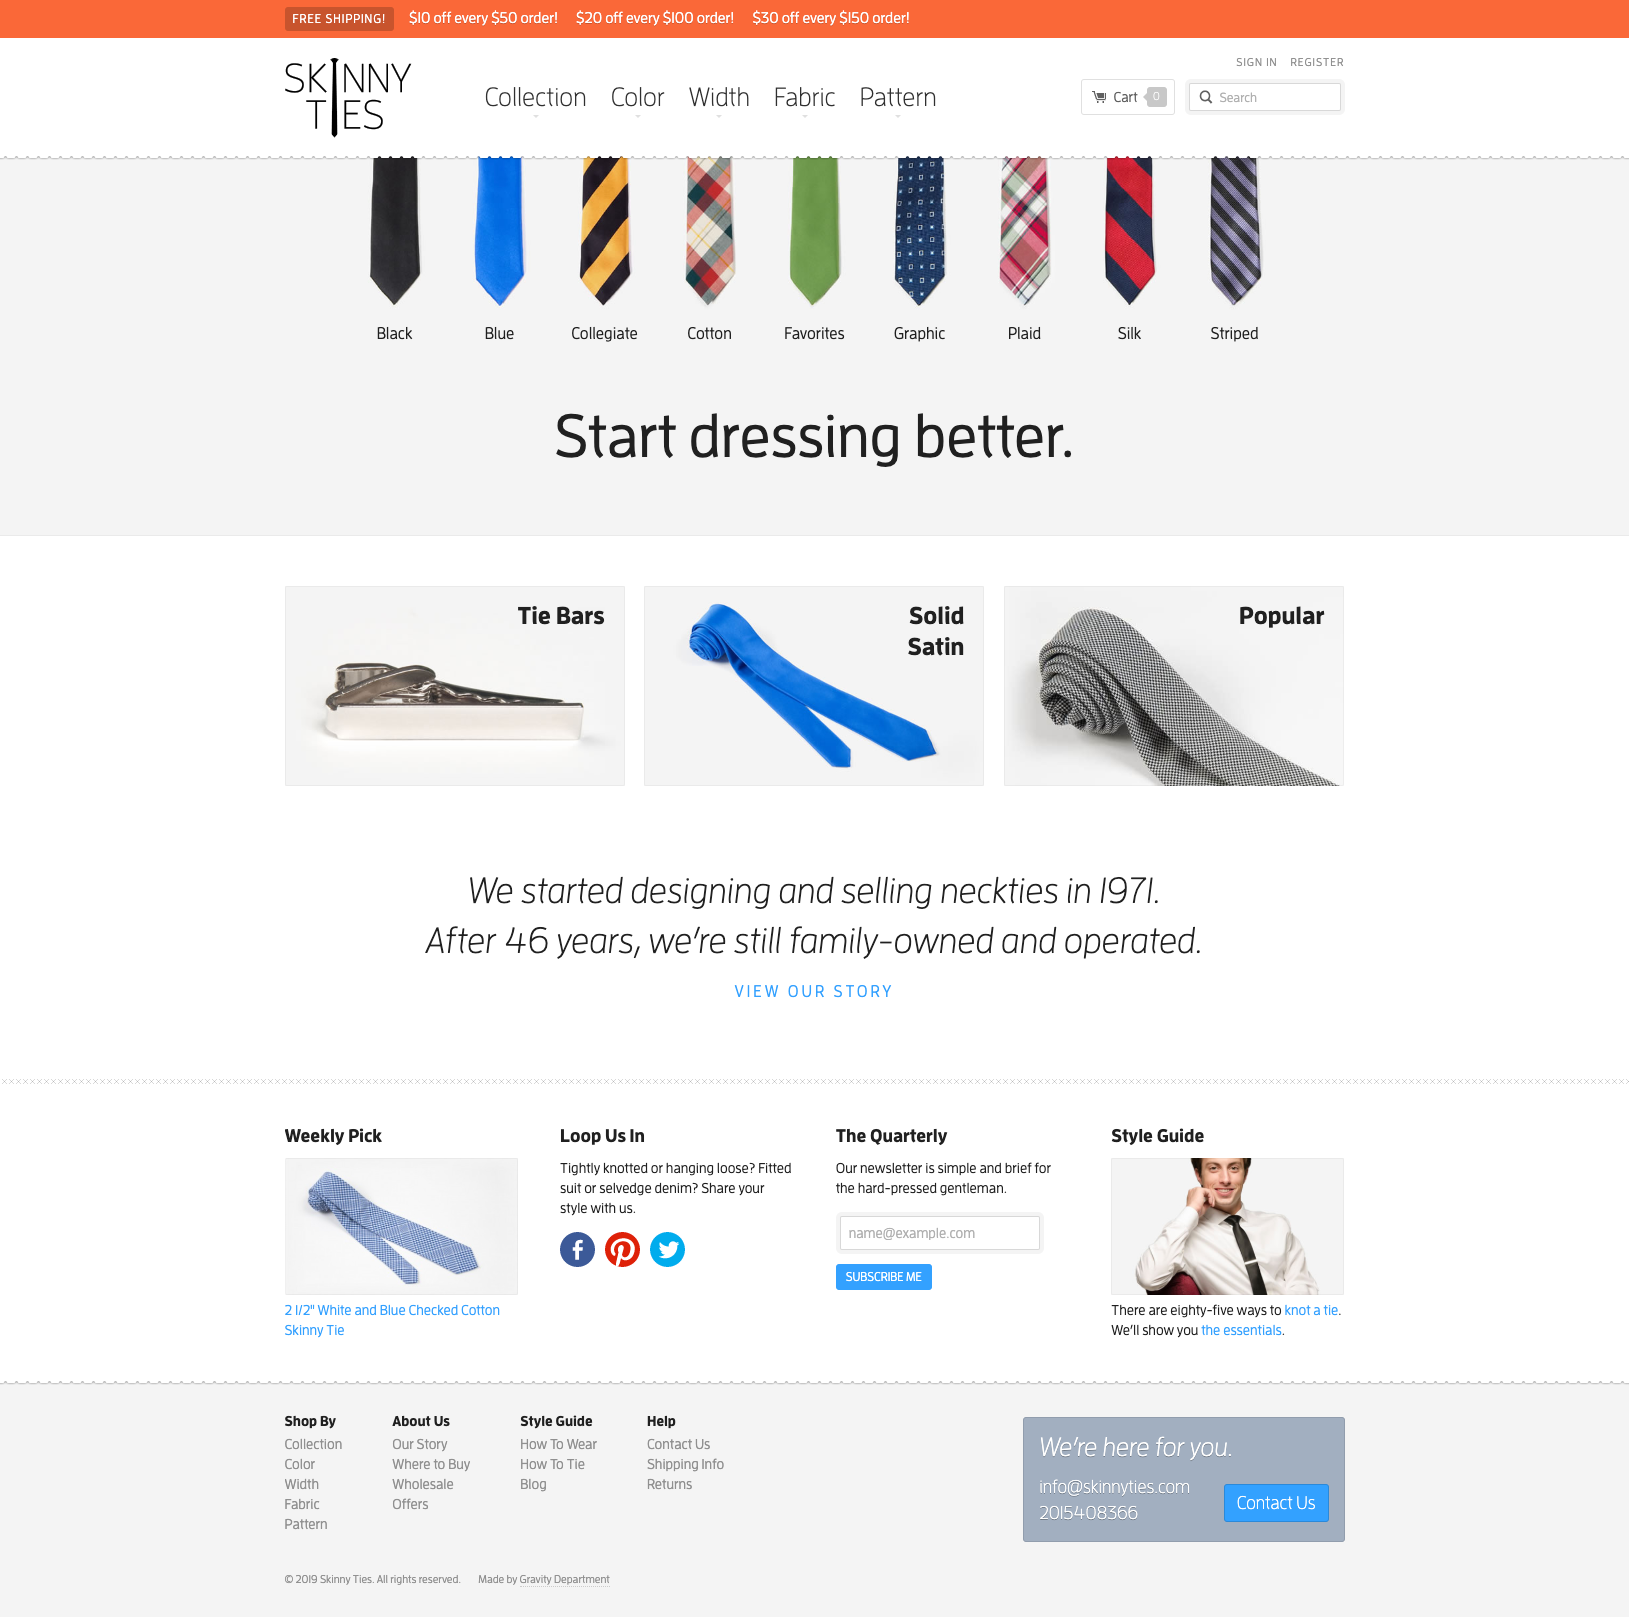 FREE SHIPPING! $10 off every $50 order! $20 off every $100 order! $30 off every $150 order!
SIGN IN REGISTER
SKINNY
TIES
Collection Color Width Fabric Pattern
Cart 0
Search
Black Blue Collegiate Cotton Favorites Graphic Plaid Silk Striped
Start dressing better.
Tie Bars
Solid
Satin
Popular
We started designing and selling neckties in 1971.
After 46 years, we're still family-owned and operated.
VIEW OUR STORY
Weekly Pick
2 1/2" White and Blue Checked Cotton
Skinny Tie
Loop Us In
Tightly knotted or hanging loose? Fitted
suit or selvedge denim? Share your
style with us.
The Quarterly
Our newsletter is simple and brief for
the hard-pressed gentleman.
name@example.com
SUBSCRIBE ME
Style Guide
There are eighty-five ways to knot a tie.
We'll show you the essentials.
Shop By
Collection
Color
Width
Fabric
Pattern
About Us
Our Story
Where to Buy
Wholesale
Offers
Style Guide
How To Wear
How To Tie
Blog
Help
Contact Us
Shipping Info
Returns
We're here for you.
info@skinnyties.com
2015408366
Contact Us
© 2019 Skinny Ties. All rights reserved. Made by Gravity Department